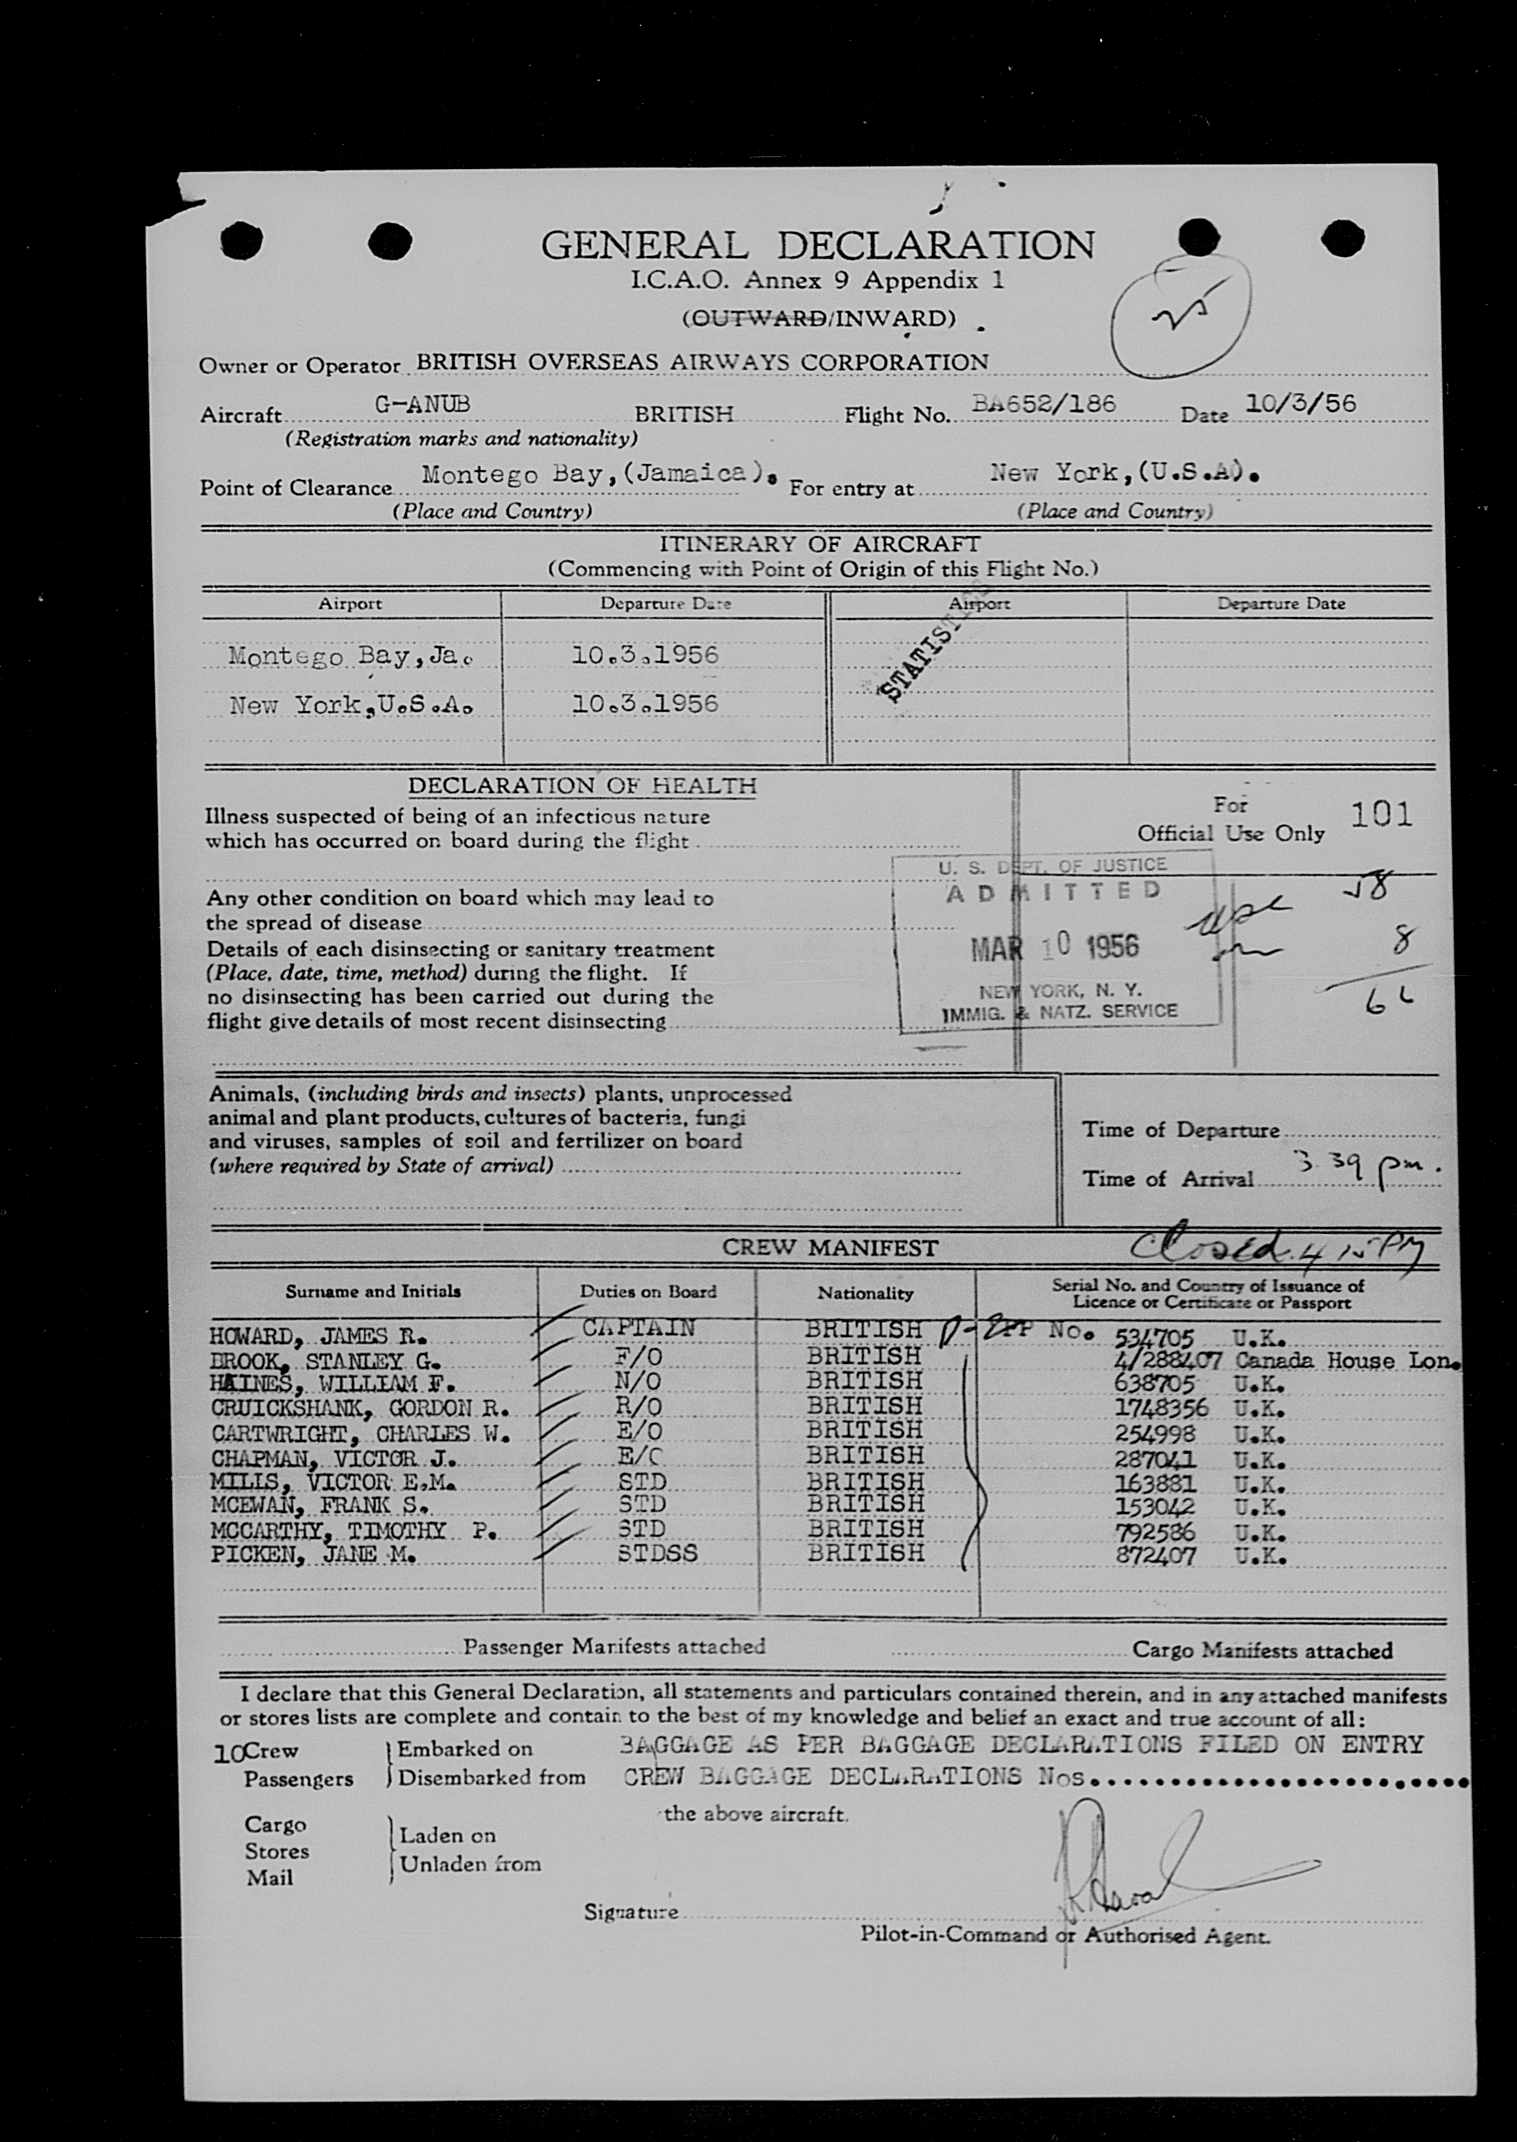 GENERAL DECLARATION
I.C.A.O. Annex 9 Appendix 1
(OUTWARD/INWARD)
25
Owner or Operator BRITISH OVERSEAS AIRWAYS CORPORATION
Aircraft G-ANUB BRITISH Flight No. BA652/186 Date 10/3/56
(Registration marks and nationality)
Point of Clearance Montego Bay,(Jamaica). For entry at New York,(U.S.A).
(Place and Country) (Place and Country)
ITINERARY OF AIRCRAFT
(Commencing with Point of Origin of this Flight No.)
Airport Departure Date Airport Departure Date
Montego Bay,Ja. 10.3.1956
New York,U.S.A. 10.3.1956
DECLARATION OF HEALTH
Illness suspected of being of an infectious nature
which has occurred on board during the flight
Any other condition on board which may lead to
the spread of disease
Details of each disinsecting or sanitary treatment
(Place, date, time, method) during the flight. If
no disinsecting has been carried out during the
flight give details of most recent disinsecting
For
Official Use Only 101
U. S. DEPT. OF JUSTICE
ADMITTED
MAR 10 1956
NEW YORK, N. Y.
IMMIG. & NATZ. SERVICE
8
Animals, (including birds and insects) plants, unprocessed
animal and plant products, cultures of bacteria, fungi
and viruses, samples of soil and fertilizer on board
(where required by State of arrival)
Time of Departure
Time of Arrival 3 39 pm.
CREW MANIFEST
Closed 4 15 PM
Surname and Initials Duties on Board Nationality Serial No. and Country of Issuance of
Licence or Certificate or Passport
HOWARD, JAMES R. CAPTAIN BRITISH PP No. 534705 U.K.
BROOK, STANLEY G. F/O BRITISH 4/288407 Canada House Lon.
HAINES, WILLIAM F. N/O BRITISH 638705 U.K.
CRUICKSHANK, GORDON R. R/O BRITISH 1748356 U.K.
CARTWRIGHT, CHARLES W. E/O BRITISH 254998 U.K.
CHAPMAN, VICTOR J. E/O BRITISH 287041 U.K.
MILLS, VICTOR E.M. STD BRITISH 163881 U.K.
MCEWAN, FRANK S. STD BRITISH 153042 U.K.
MCCARTHY, TIMOTHY P. STD BRITISH 792586 U.K.
PICKEN, JANE M. STDSS BRITISH 872407 U.K.
Passenger Manifests attached Cargo Manifests attached
I declare that this General Declaration, all statements and particulars contained therein, and in any attached manifests
or stores lists are complete and contain to the best of my knowledge and belief an exact and true account of all:
10 Crew Embarked on BAGGAGE AS PER BAGGAGE DECLARATIONS FILED ON ENTRY
Passengers Disembarked from CREW BAGGAGE DECLARATIONS Nos.........................
the above aircraft.
Cargo
Stores
Mail
Laden on
Unladen from
Signature
Pilot-in-Command or Authorised Agent.